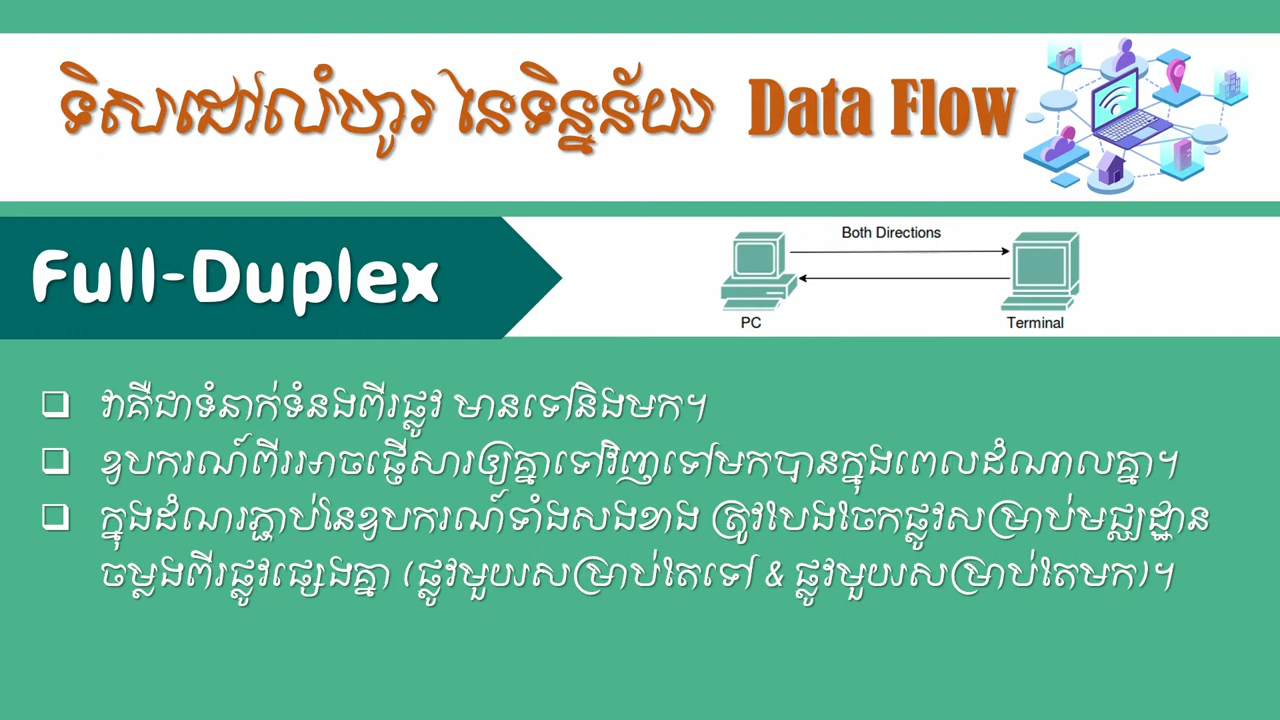 ទិសដៅលំហូរ នៃទិន្នន័យ Data Flow
Full-Duplex
Both Directions
PC
Terminal
វាគឺជាទំនាក់ទំនងពីរផ្លូវ មានទៅនិងមក។
ឧបករណ៍ពីរអាចផ្ញើសារឲ្យគ្នាទៅវិញទៅមកបានក្នុងពេលដំណាលគ្នា។
ក្នុងដំណរភ្ជាប់នៃឧបករណ៍ទាំងសងខាង ត្រូវបែងចែកផ្លូវសម្រាប់មជ្ឈដ្ឋាន
ចម្លងពីរផ្លូវផ្សេងគ្នា (ផ្លូវមួយសម្រាប់តែទៅ & ផ្លូវមួយសម្រាប់តែមក)។